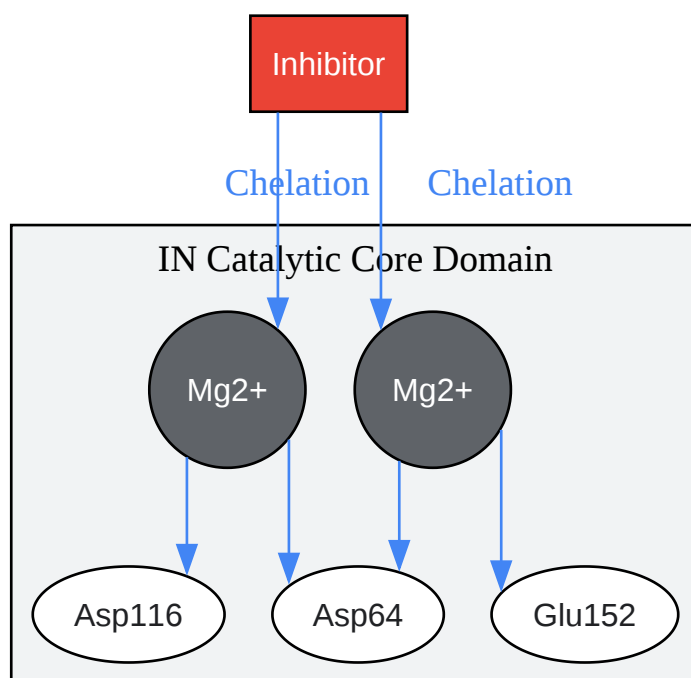 Inhibitor
Chelation Chelation
IN Catalytic Core Domain
Mg2+ Mg2+
Asp116 Asp64 Glu152